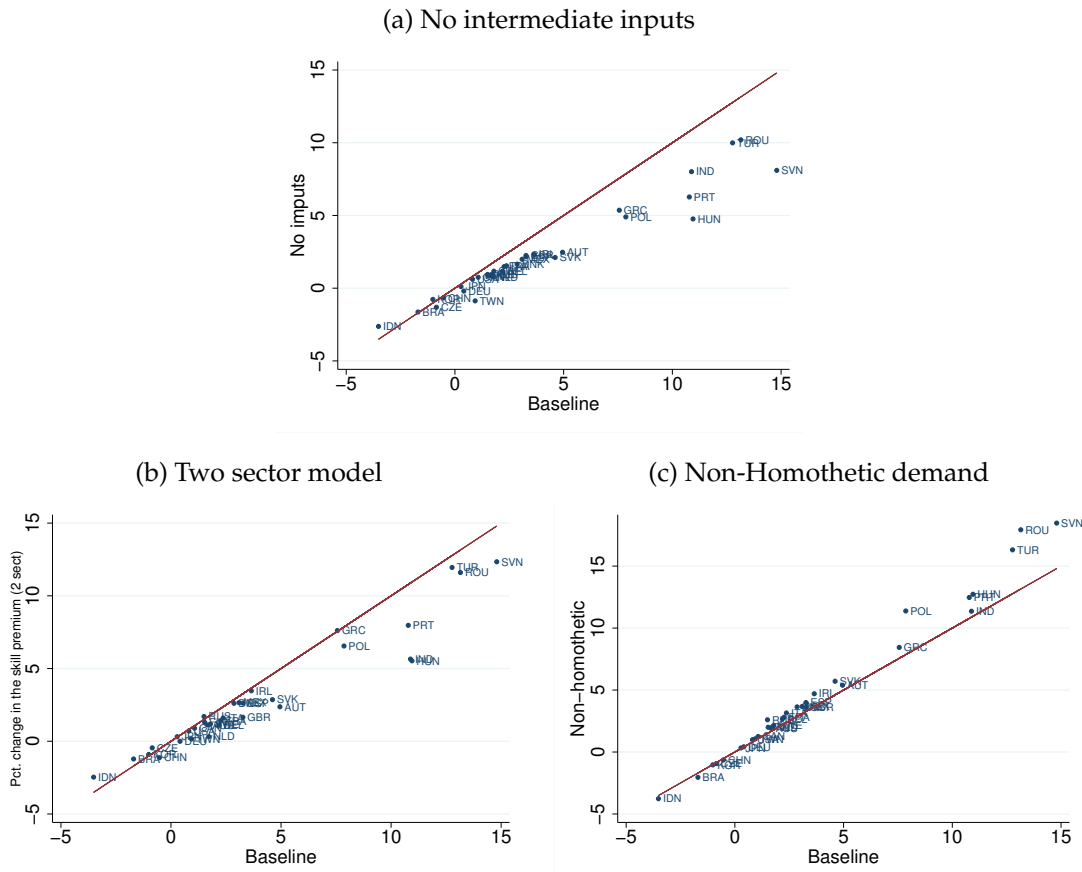 (a) No intermediate inputs
15
10
5
0
−5
No imputs
ROU
TUR
IND
SVN
PRT
GRC
POL
HUN
AUT
SVK
JPN
DEU
CHN
TWN
CZE
BRA
IDN
−5 0 5 10 15
Baseline
(b) Two sector model
15
10
5
0
−5
Pct. change in the skill premium (2 sect)
SVN
TUR
ROU
GRC
PRT
POL
IND
HUN
IRL
SVK
AUT
GBR
RUS
NLD
DEU
CZE
BRA
CHN
IDN
−5 0 5 10 15
Baseline
(c) Non-Homothetic demand
15
10
5
0
−5
Non−homothetic
SVN
ROU
TUR
HUN
PRT
POL
IND
GRC
SVK
AUT
IRL
CHN
BRA
IDN
−5 0 5 10 15
Baseline